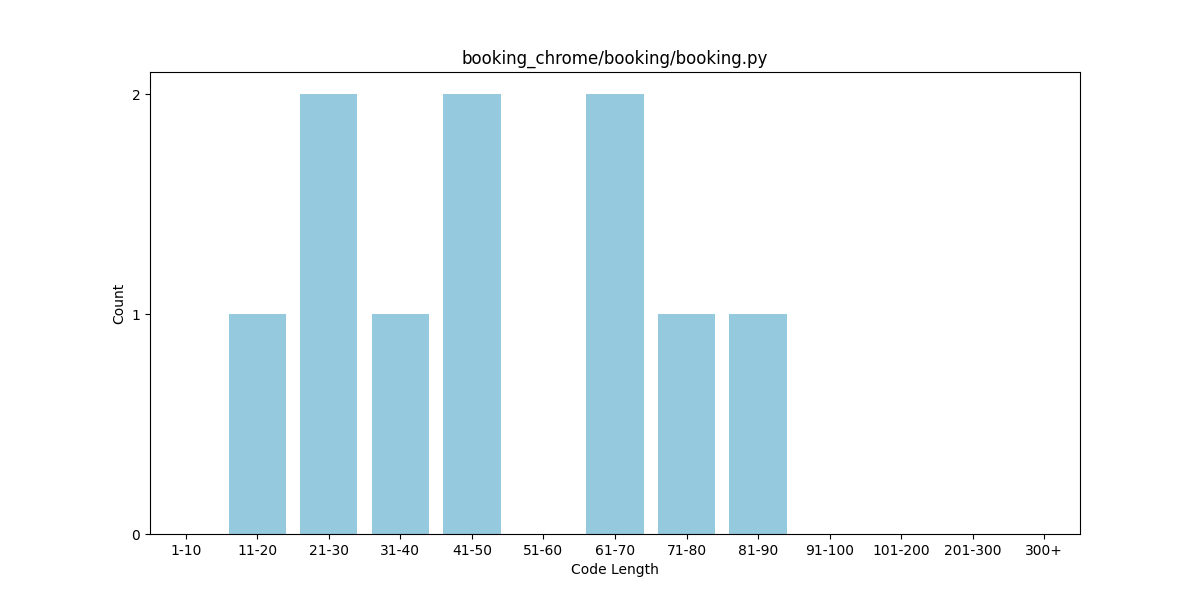 booking_chrome/booking/booking.py
Count
2
1
0
1-10 11-20 21-30 31-40 41-50 51-60 61-70 71-80 81-90 91-100 101-200 201-300 300+
Code Length